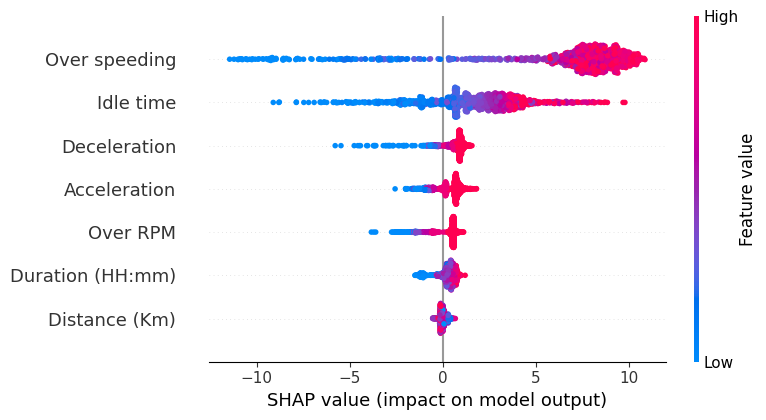 High
Over speeding
Idle time
Deceleration
Acceleration
Over RPM
Duration (HH:mm)
Distance (Km)
Feature value
Low
−10 −5 0 5 10
SHAP value (impact on model output)